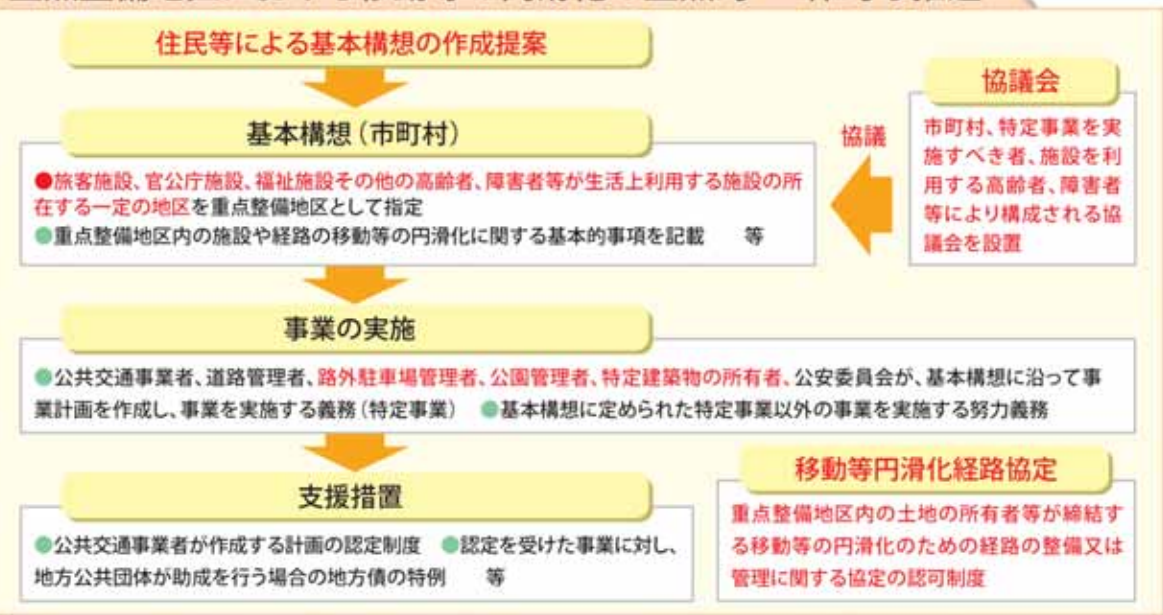 住民等による基本構想の作成提案
基本構想（市町村）
●旅客施設、官公庁施設、福祉施設その他の高齢者、障害者等が生活上利用する施設の所
在する一定の地区を重点整備地区として指定
●重点整備地区内の施設や経路の移動等の円滑化に関する基本的事項を記載　等
協議
協議会
市町村、特定事業を実
施すべき者、施設を利
用する高齢者、障害者
等により構成される協
議会を設置
事業の実施
●公共交通事業者、道路管理者、路外駐車場管理者、公園管理者、特定建築物の所有者、公安委員会が、基本構想に沿って事
業計画を作成し、事業を実施する義務（特定事業）　●基本構想に定められた特定事業以外の事業を実施する努力義務
支援措置
●公共交通事業者が作成する計画の認定制度　●認定を受けた事業に対し、
地方公共団体が助成を行う場合の地方債の特例　等
移動等円滑化経路協定
重点整備地区内の土地の所有者等が締結す
る移動等の円滑化のための経路の整備又は
管理に関する協定の認可制度